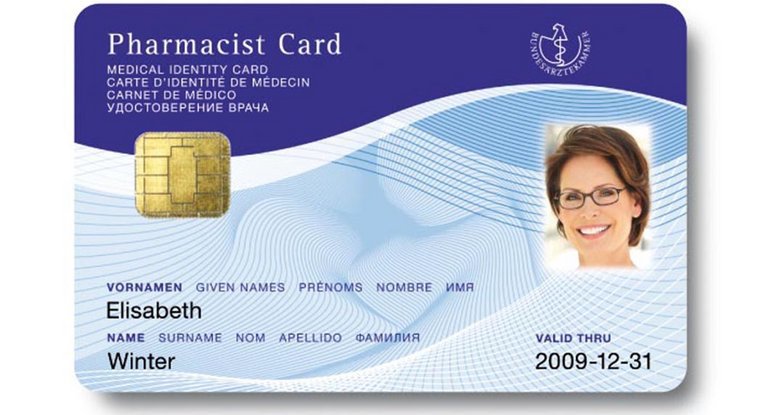 Pharmacist Card
MEDICAL IDENTITY CARD
CARTE D'IDENTITÉ DE MÉDECIN
CARNET DE MÉDICO
УДОСТОВЕРЕНИЕ ВРАЧА
BUNDESÄRZTEKAMMER
VORNAMEN GIVEN NAMES PRÉNOMS NOMBRE ИМЯ
Elisabeth
NAME SURNAME NOM APELLIDO ФАМИЛИЯ
Winter
VALID THRU
2009-12-31